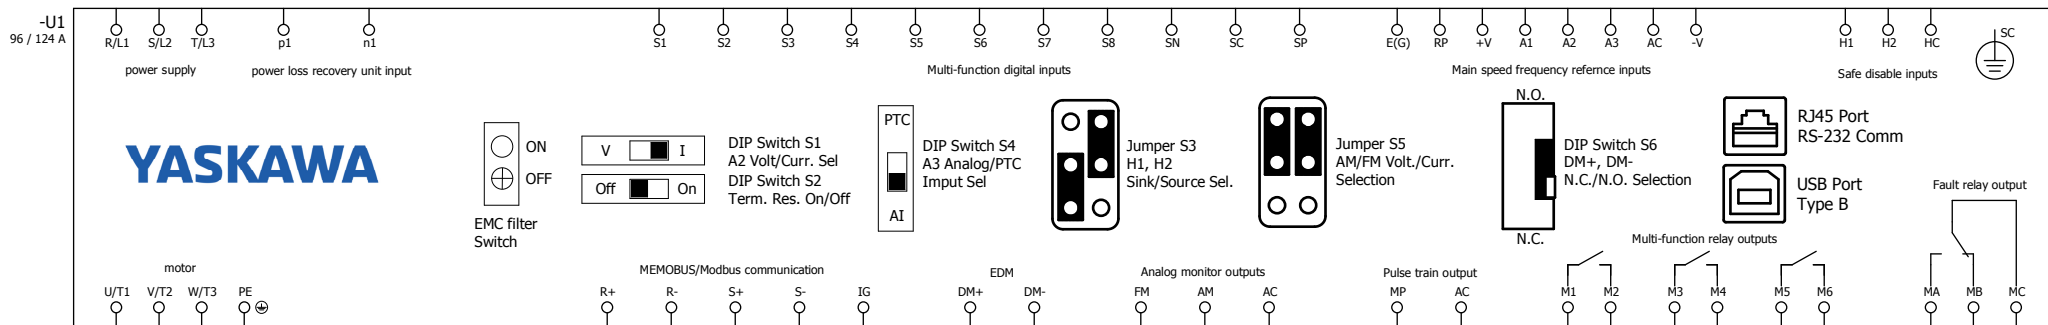 -U1
96 / 124 A
R/L1 S/L2 T/L3 p1 n1 S1 S2 S3 S4 S5 S6 S7 S8 SN SC SP E(G) RP +V A1 A2 A3 AC -V H1 H2 HC SC
power supply power loss recovery unit input Multi-function digital inputs Main speed frequency refernce inputs Safe disable inputs
YASKAWA
ON
OFF
EMC filter
Switch
V I
DIP Switch S1
A2 Volt/Curr. Sel
Off On
DIP Switch S2
Term. Res. On/Off
PTC
AI
DIP Switch S4
A3 Analog/PTC
Imput Sel
Jumper S3
H1, H2
Sink/Source Sel.
Jumper S5
AM/FM Volt./Curr.
Selection
N.O.
N.C.
DIP Switch S6
DM+, DM-
N.C./N.O. Selection
RJ45 Port
RS-232 Comm
USB Port
Type B
Fault relay output
Multi-function relay outputs
motor MEMOBUS/Modbus communication EDM Analog monitor outputs Pulse train output
U/T1 V/T2 W/T3 PE R+ R- S+ S- IG DM+ DM- FM AM AC MP AC M1 M2 M3 M4 M5 M6 MA MB MC